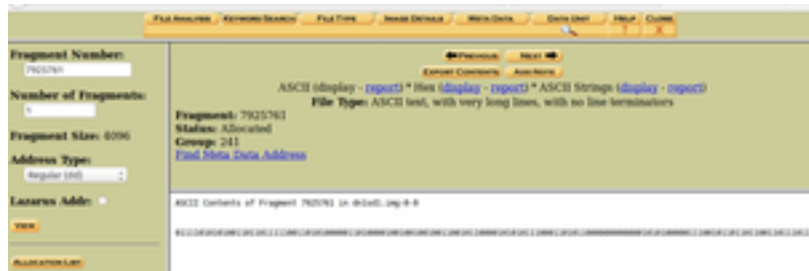 FILE ANALYSIS KEYWORD SEARCH FILE TYPE IMAGE DETAILS META DATA DATA UNIT HELP CLOSE
? X
Fragment Number:
7925761
Number of Fragments:
Fragment Size: 4096
Address Type:
Regular (dd)
Lazarus Addr:
VIEW
ALLOCATION LIST
PREVIOUS NEXT
EXPORT CONTENTS ADD NOTE
ASCII (display - report) * Hex (display - report) * ASCII Strings (display - report)
File Type: ASCII text, with very long lines, with no line terminators
Fragment: 7925761
Status: Allocated
Group: 241
Find Meta Data Address
ASCII Contents of Fragment 7925761 in